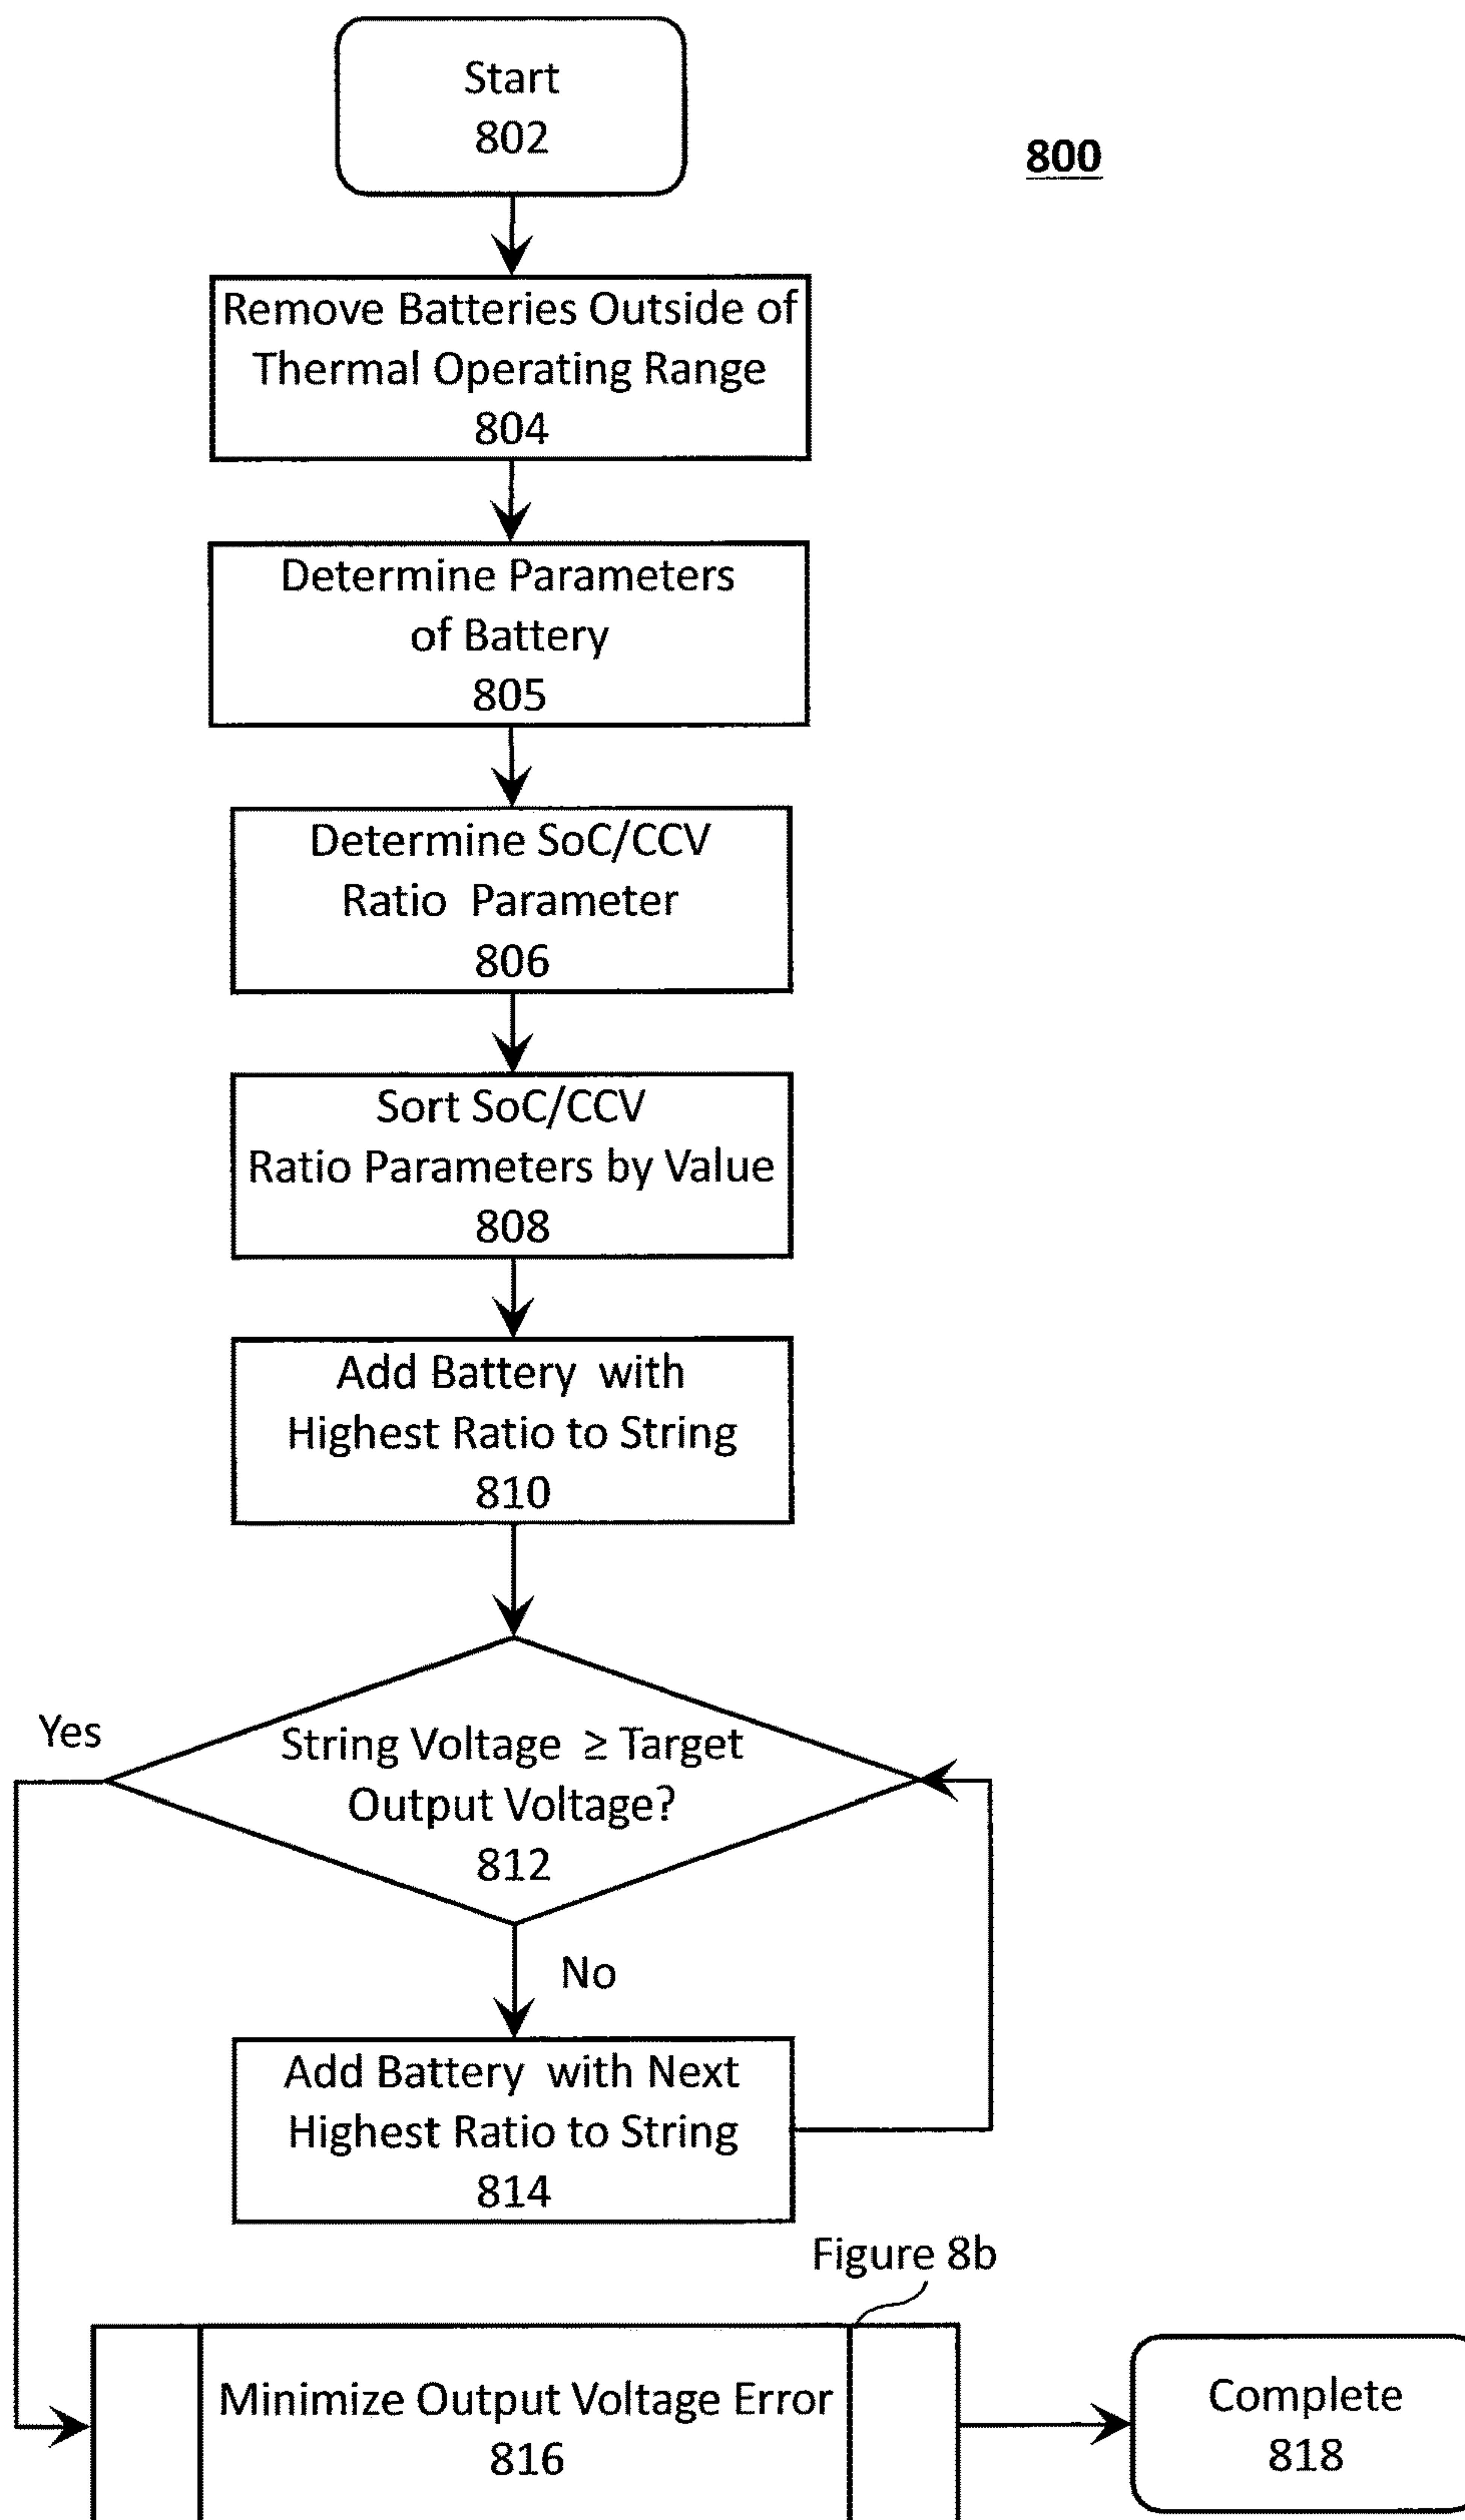 Start
802
800
Remove Batteries Outside of
Thermal Operating Range
804
Determine Parameters
of Battery
805
Determine SoC/CCV
Ratio Parameter
806
Sort SoC/CCV
Ratio Parameters by Value
808
Add Battery with
Highest Ratio to String
810
Yes
String Voltage ≥ Target
Output Voltage?
812
No
Add Battery with Next
Highest Ratio to String
814
Figure 8b
Minimize Output Voltage Error
816
Complete
818